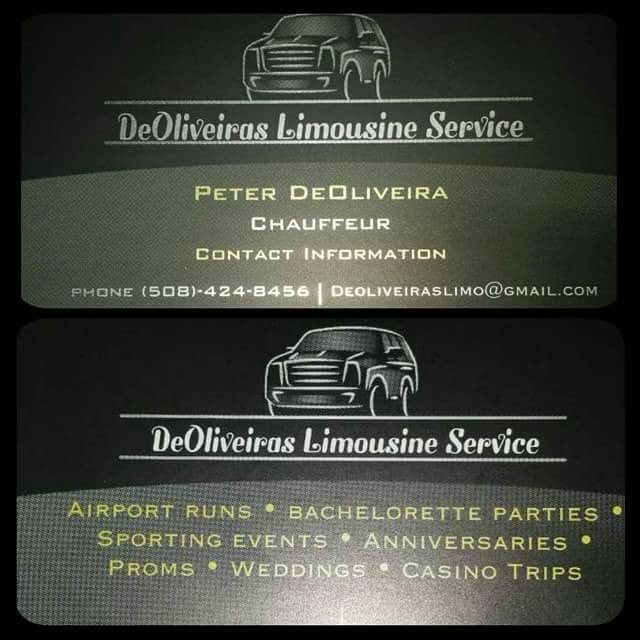 DeOliveiras Limousine Service
Peter DeOliveira
Chauffeur
Contact Information
phone (508)-424-8456 | Deoliveiraslimo@gmail.com
DeOliveiras Limousine Service
Airport runs • bachelorette parties •
Sporting events • Anniversaries •
Proms • Weddings • Casino Trips